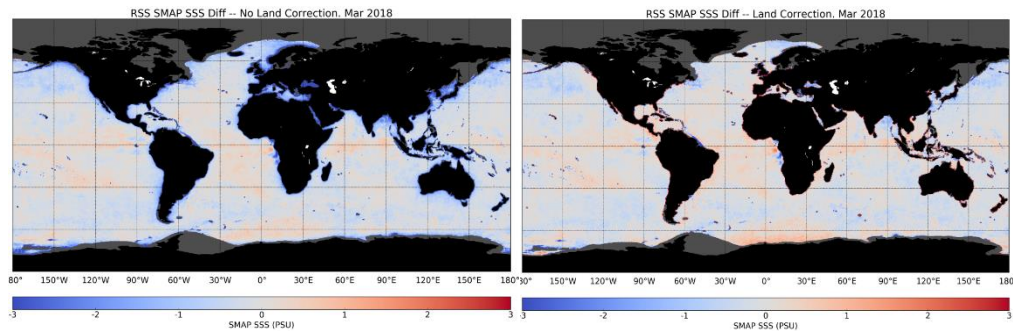 RSS SMAP SSS Diff -- No Land Correction. Mar 2018
80° 150°W 120°W 90°W 60°W 30°W 0° 30°E 60°E 90°E 120°E 150°E 180°
-3 -2 -1 0 1 2 3
SMAP SSS (PSU)
RSS SMAP SSS Diff -- Land Correction. Mar 2018
180° 150°W 120°W 90°W 60°W 30°W 0° 30°E 60°E 90°E 120°E 150°E 180°
-3 -2 -1 0 1 2 3
SMAP SSS (PSU)